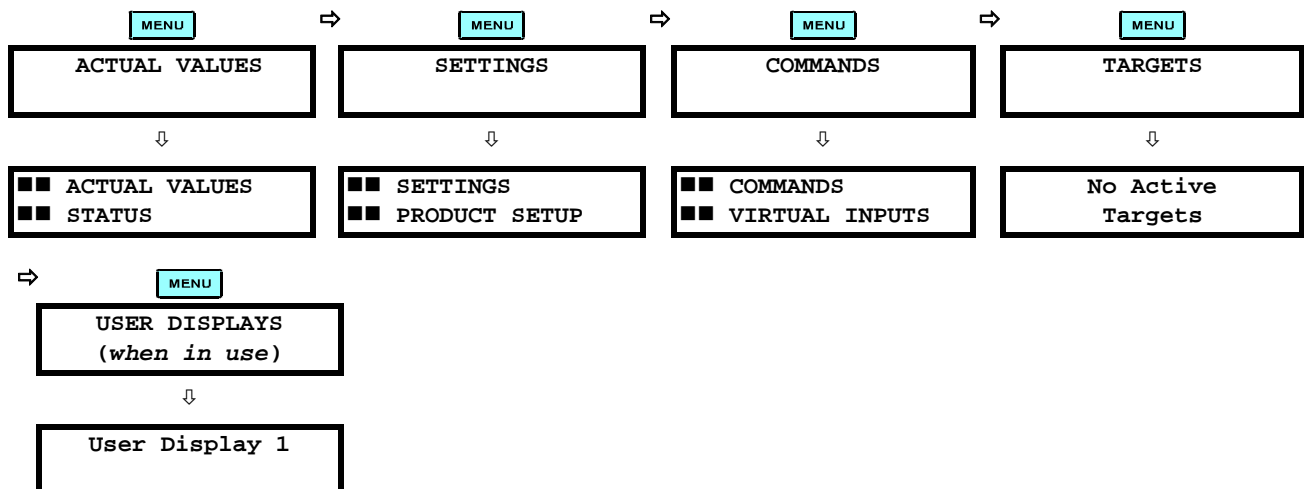 MENU ⇨ MENU ⇨ MENU ⇨ MENU
ACTUAL VALUES
SETTINGS
COMMANDS
TARGETS
⇩ ⇩ ⇩ ⇩
■■ ACTUAL VALUES
■■ STATUS
■■ SETTINGS
■■ PRODUCT SETUP
■■ COMMANDS
■■ VIRTUAL INPUTS
No Active
Targets
⇨ MENU
USER DISPLAYS
(when in use)
⇩
User Display 1